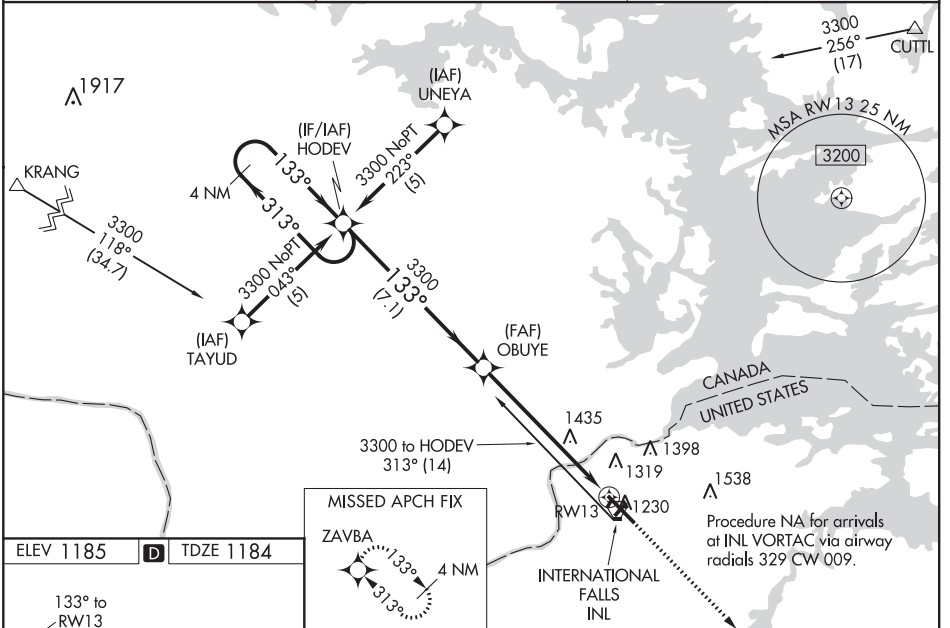 3300
256°
(17)
CUTTL
1917
(IAF)
UNEYA
(IF/IAF)
HODEV
MSA RW13 25 NM
3200
KRANG
4 NM
133°
313°
3300 NoPT
223°
(5)
3300
118°
(34.7)
3300 NoPT
043°
(5)
3300
133°
(7.1)
(IAF)
TAYUD
(FAF)
OBUYE
CANADA
UNITED STATES
1435
1398
1319
3300 to HODEV
313° (14)
1538
RW13
1230
MISSED APCH FIX
ZAVBA
133°
4 NM
313°
Procedure NA for arrivals
at INL VORTAC via airway
radials 329 CW 009.
INTERNATIONAL
FALLS
INL
ELEV 1185
D
TDZE 1184
133° to
RW13